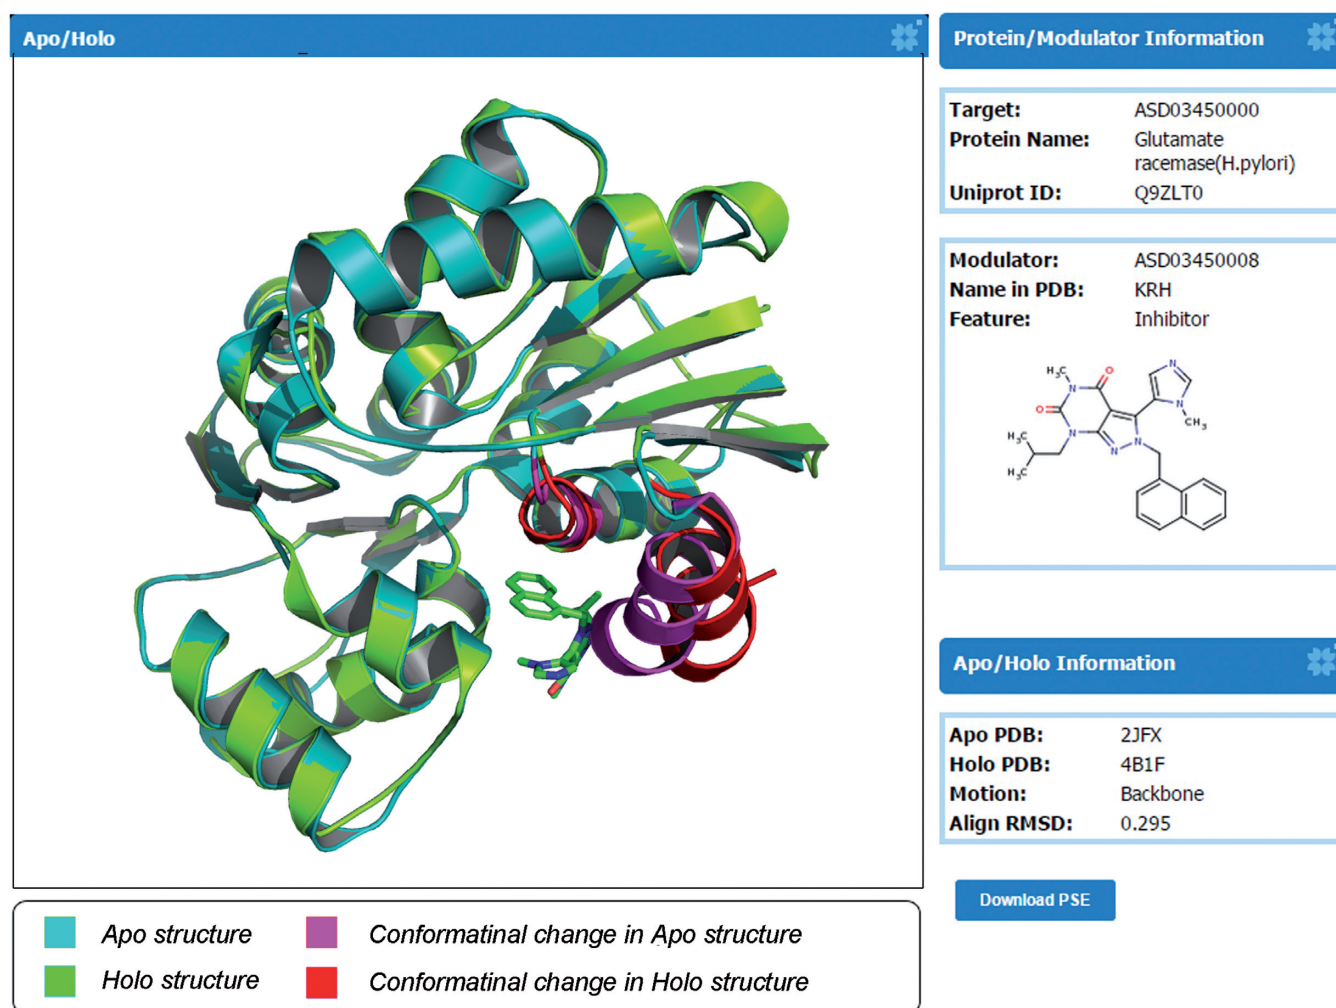 Apo/Holo
Protein/Modulator Information
Target: ASD03450000
Protein Name: Glutamate
racemase(H.pylori)
Uniprot ID: Q9ZLT0
Modulator: ASD03450008
Name in PDB: KRH
Feature: Inhibitor
H₃C
N
O
N
O
N
CH₃
N
N
N
H₃C
H₃C
Apo/Holo Information
Apo PDB: 2JFX
Holo PDB: 4B1F
Motion: Backbone
Align RMSD: 0.295
Download PSE
Apo structure
Conformatinal change in Apo structure
Holo structure
Conformatinal change in Holo structure